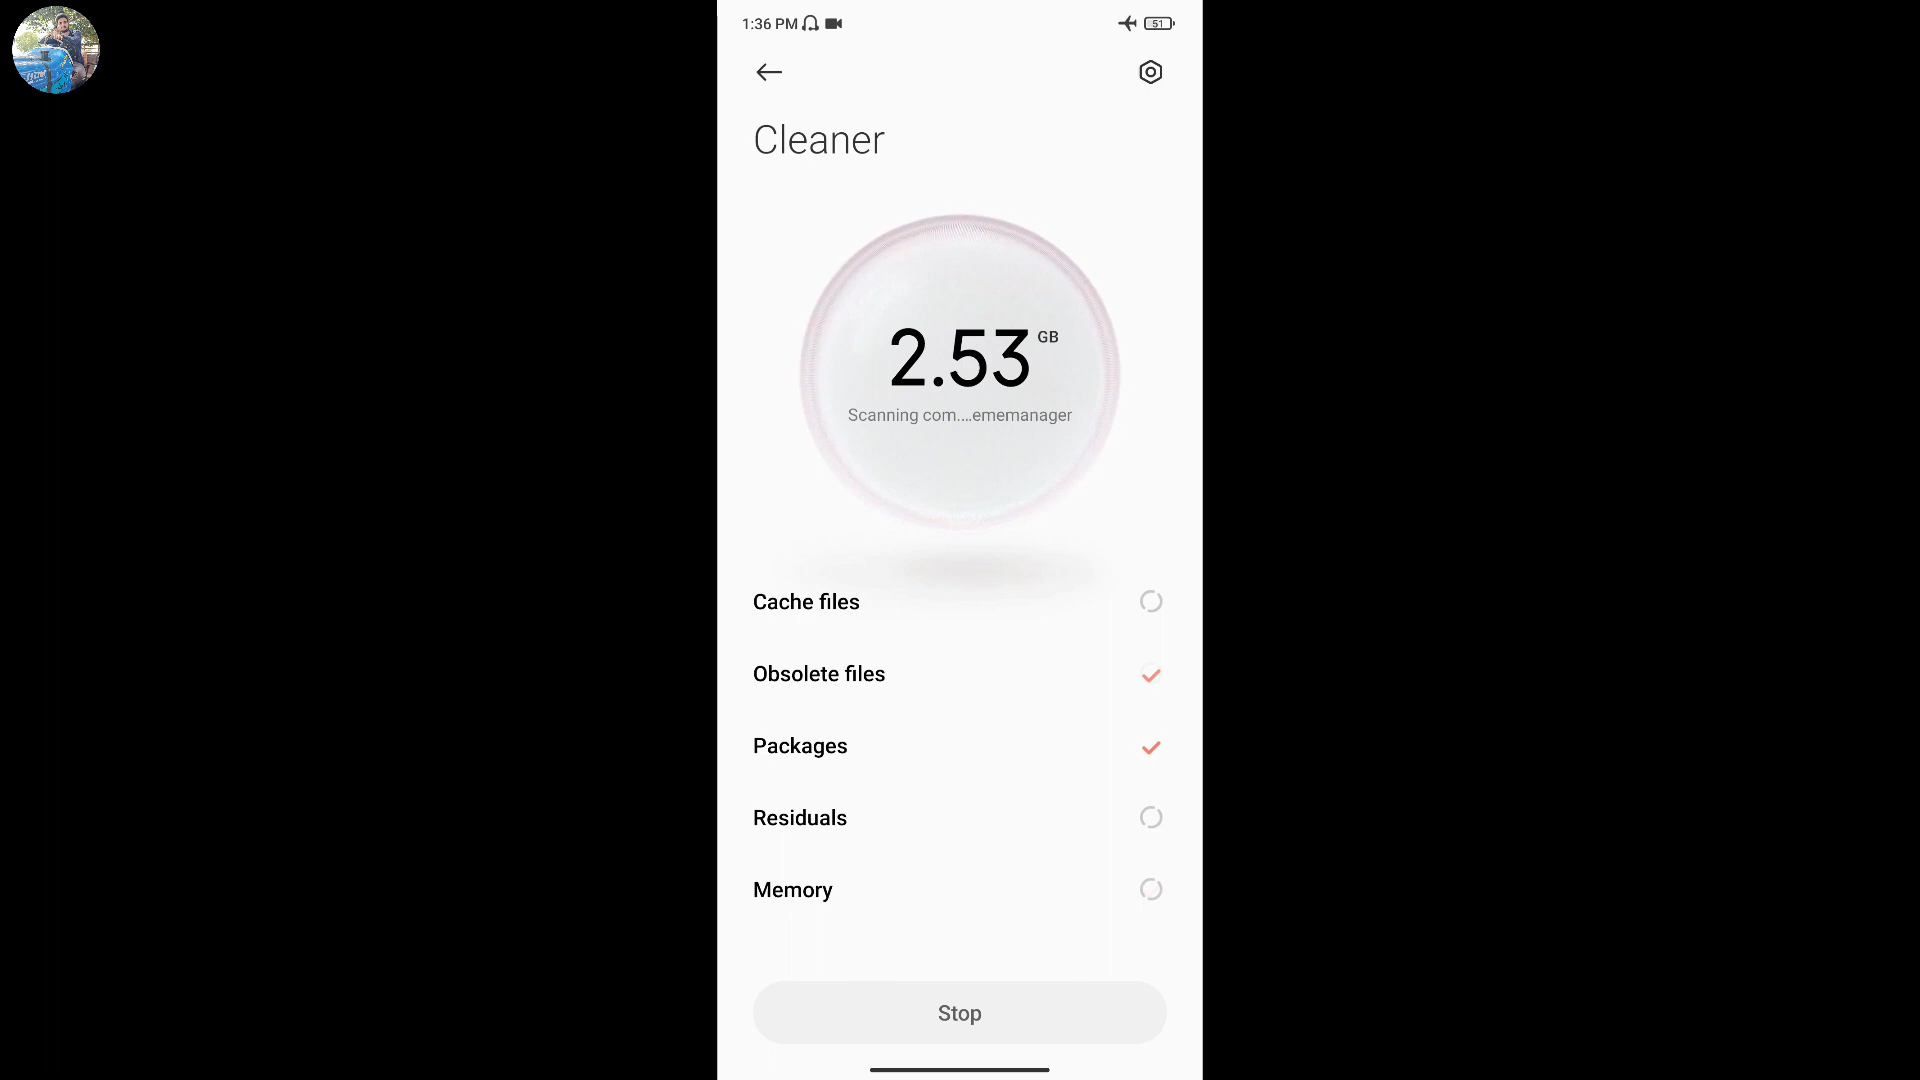 1:36 PM
51
Cleaner
2.53 GB
Scanning com....ememanager
Cache files
Obsolete files
Packages
Residuals
Memory
Stop